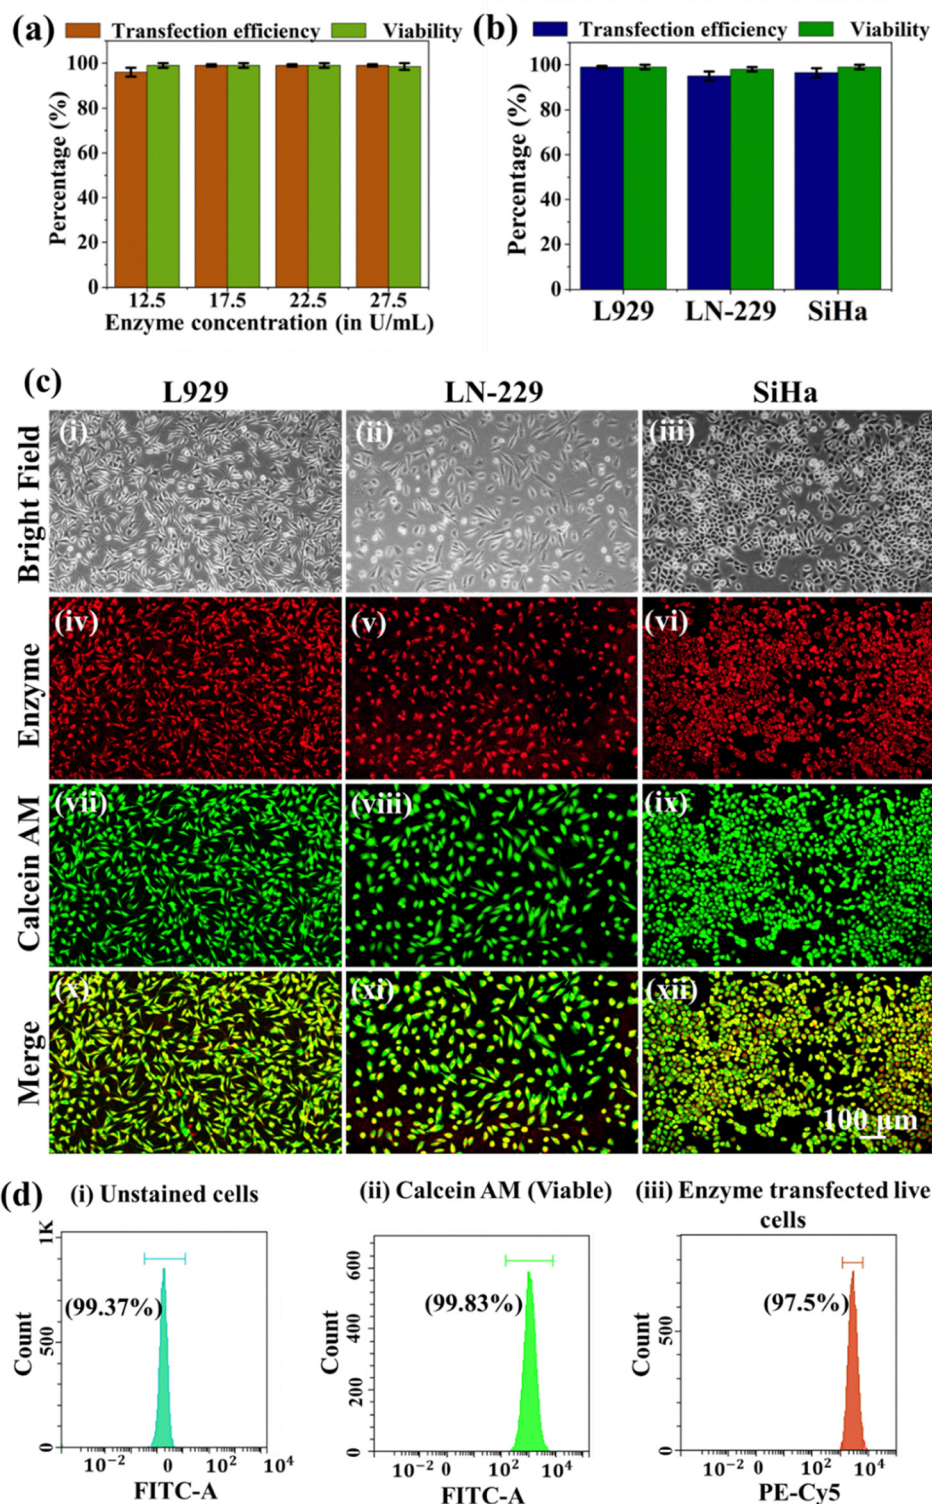 (a) Transfection efficiency Viability
Percentage (%)
100
80
60
40
20
0
12.5 17.5 22.5 27.5
Enzyme concentration (in U/mL)
(b) Transfection efficiency Viability
Percentage (%)
100
80
60
40
20
0
L929 LN-229 SiHa
(c)
L929 LN-229 SiHa
Bright Field
(i) (ii) (iii)
Enzyme
(iv) (v) (vi)
Calcein AM
(vii) (viii) (ix)
Merge
(x) (xi) (xii)
100 µm
(d)
(i) Unstained cells
Count
1K
500
0
(99.37%)
10⁻² 0 10² 10⁴
FITC-A
(ii) Calcein AM (Viable)
Count
600
400
200
0
(99.83%)
10⁻² 0 10² 10⁴
FITC-A
(iii) Enzyme transfected live
cells
Count
500
0
(97.5%)
10⁻² 0 10² 10⁴
PE-Cy5